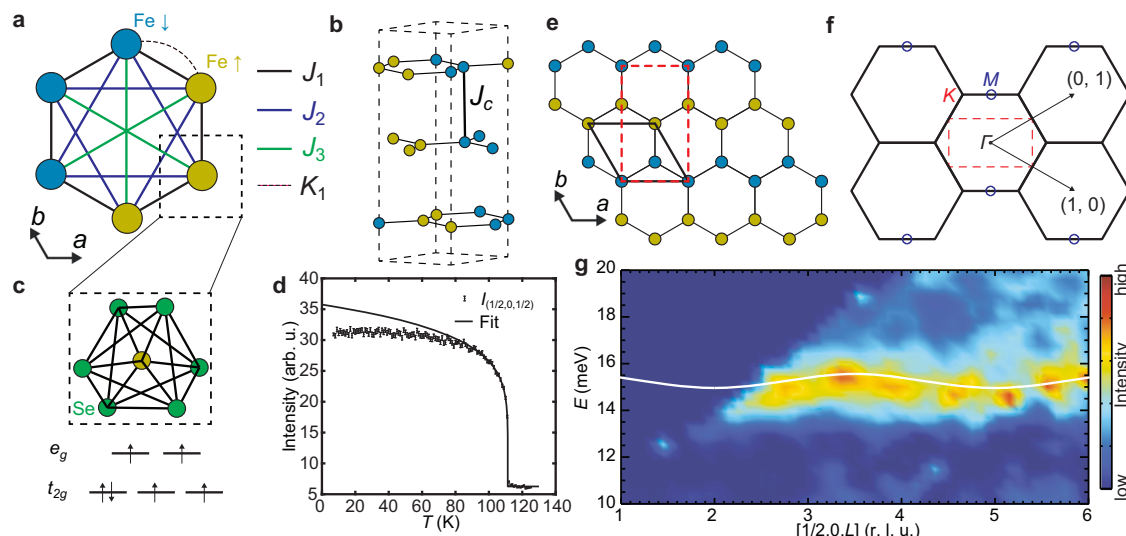 a
Fe ↓
Fe ↑
J1
J2
J3
K1
b
a
b
Jc
c
Se
eg
t2g
d
I(1/2,0,1/2)
Fit
Intensity (arb. u.)
40
35
30
25
20
15
10
5
0 20 40 60 80 100 120 140
T (K)
e
b
a
f
K
M
Γ
(0, 1)
(1, 0)
g
E (meV)
20
18
16
14
12
10
1 2 3 4 5 6
[1/2,0,L] (r. l. u.)
high
Intensity
low